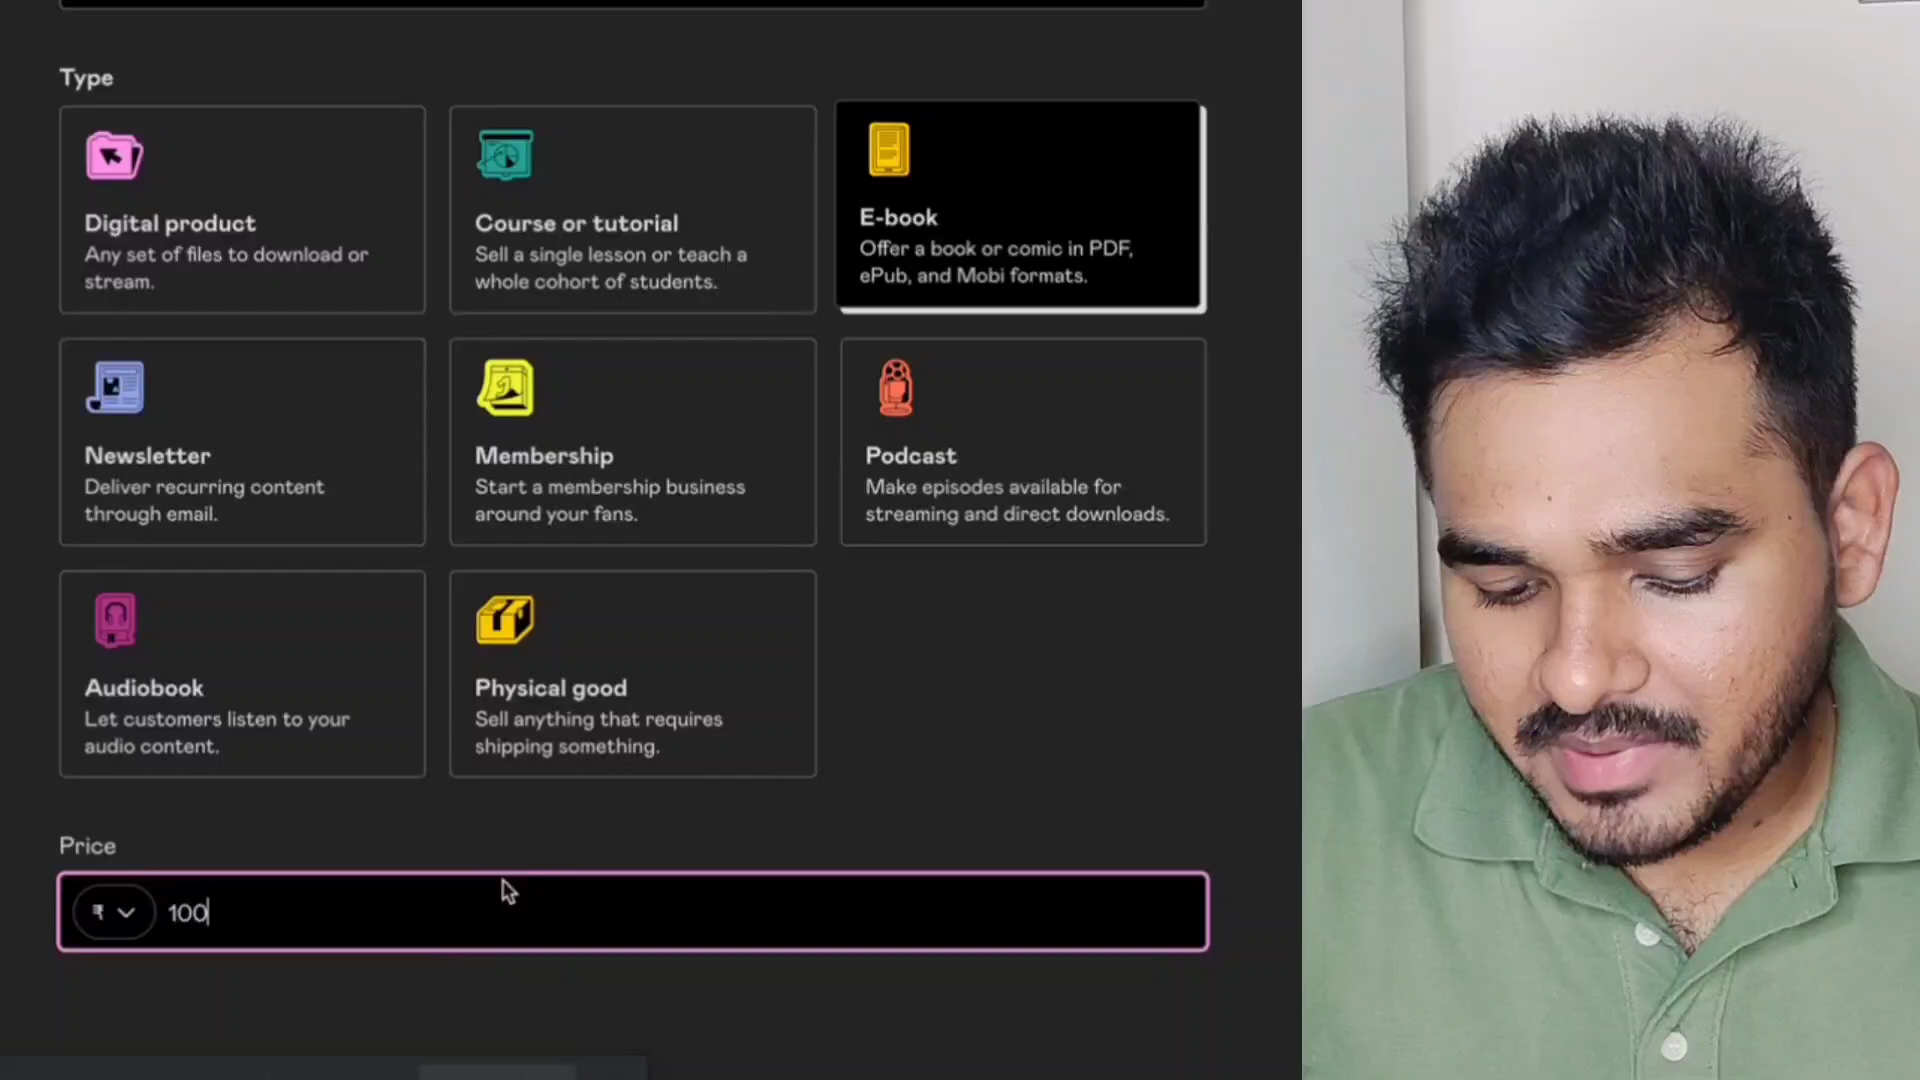 Type
Digital product
Any set of files to download or
stream.
Course or tutorial
Sell a single lesson or teach a
whole cohort of students.
E-book
Offer a book or comic in PDF,
ePub, and Mobi formats.
Newsletter
Deliver recurring content
through email.
Membership
Start a membership business
around your fans.
Podcast
Make episodes available for
streaming and direct downloads.
Audiobook
Let customers listen to your
audio content.
Physical good
Sell anything that requires
shipping something.
Price
₹ 100